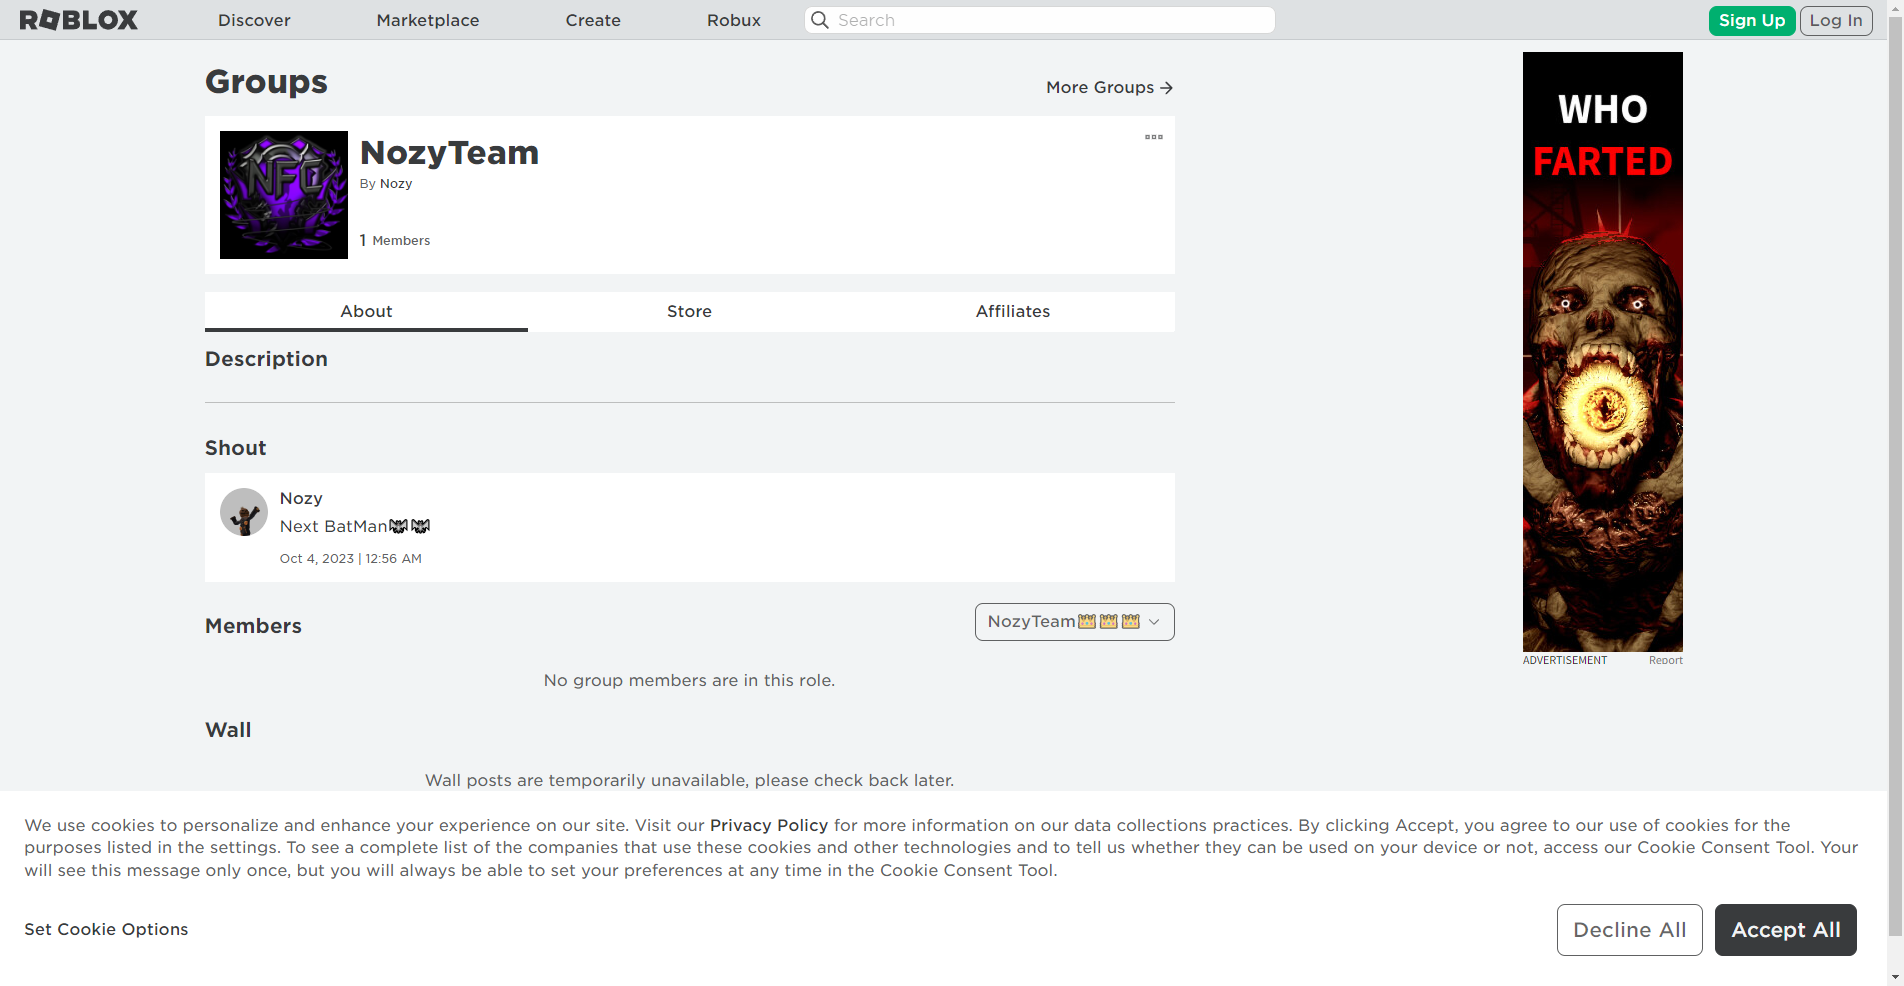 ROBLOX Discover Marketplace Create Robux Search Sign Up Log In
Groups
More Groups
NFC
NozyTeam
By Nozy
1 Members
About Store Affiliates
Description
Shout
Nozy
Next BatMan🦇🦇
Oct 4, 2023 | 12:56 AM
Members
NozyTeam👑👑👑
No group members are in this role.
Wall
Wall posts are temporarily unavailable, please check back later.
WHO
FARTED
ADVERTISEMENT Report
We use cookies to personalize and enhance your experience on our site. Visit our Privacy Policy for more information on our data collections practices. By clicking Accept, you agree to our use of cookies for the
purposes listed in the settings. To see a complete list of the companies that use these cookies and other technologies and to tell us whether they can be used on your device or not, access our Cookie Consent Tool. Your
will see this message only once, but you will always be able to set your preferences at any time in the Cookie Consent Tool.
Set Cookie Options
Decline All
Accept All